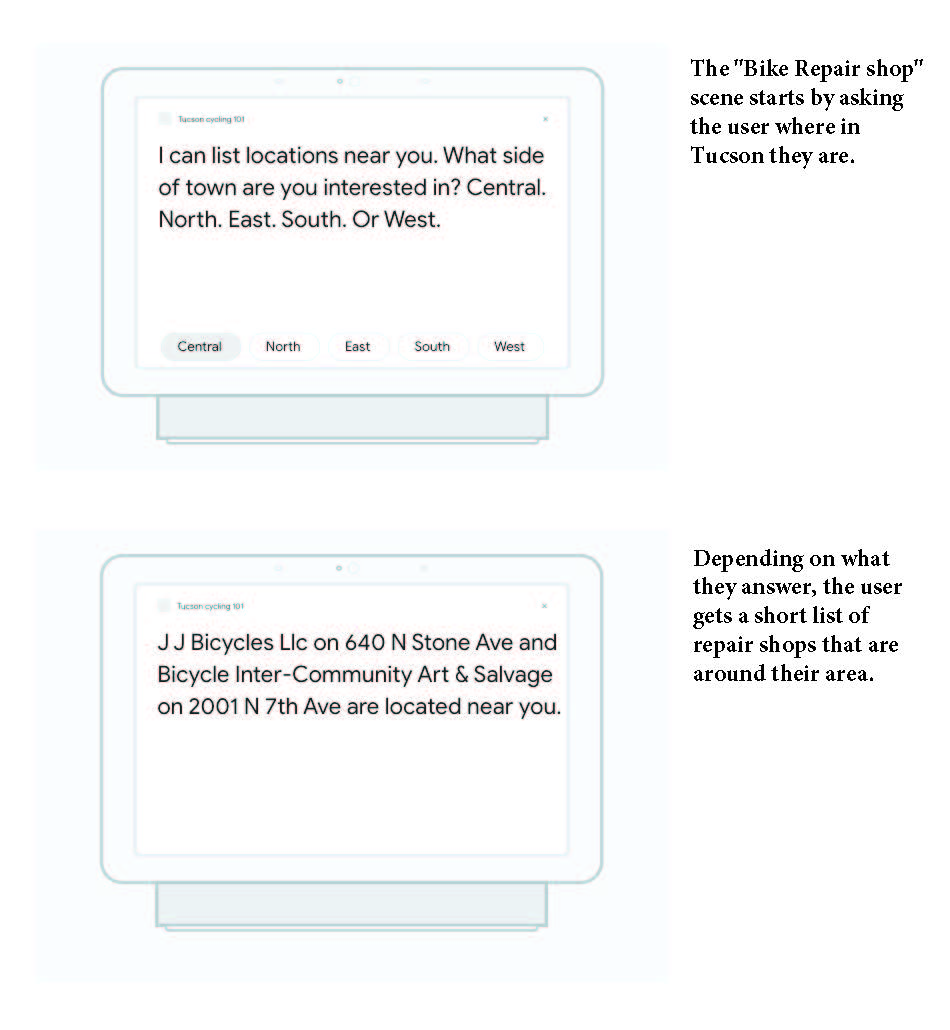 Tucson cycling 101
×
I can list locations near you. What side
of town are you interested in? Central.
North. East. South. Or West.
Central North East South West
The "Bike Repair shop"
scene starts by asking
the user where in
Tucson they are.
Tucson cycling 101
×
J J Bicycles Llc on 640 N Stone Ave and
Bicycle Inter-Community Art & Salvage
on 2001 N 7th Ave are located near you.
Depending on what
they answer, the user
gets a short list of
repair shops that are
around their area.